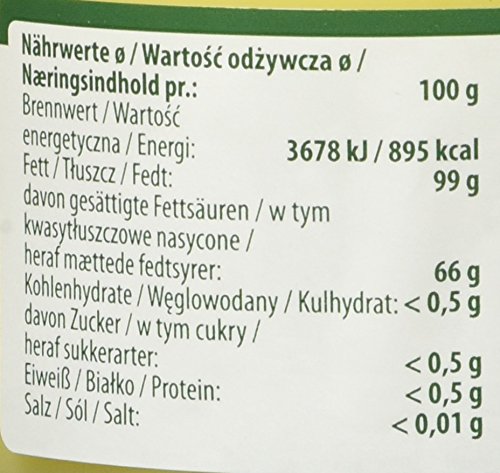 Nährwerte ø / Wartość odżywcza ø /
Næringsindhold pr.: 100 g
Brennwert / Wartość
energetyczna / Energi: 3678 kJ / 895 kcal
Fett / Tłuszcz / Fedt: 99 g
davon gesättigte Fettsäuren / w tym
kwasytłuszczowe nasycone /
heraf mættede fedtsyrer: 66 g
Kohlenhydrate / Węglowodany / Kulhydrat: < 0,5 g
davon Zucker / w tym cukry /
heraf sukkerarter: < 0,5 g
Eiweiß / Białko / Protein: < 0,5 g
Salz / Sól / Salt: < 0,01 g